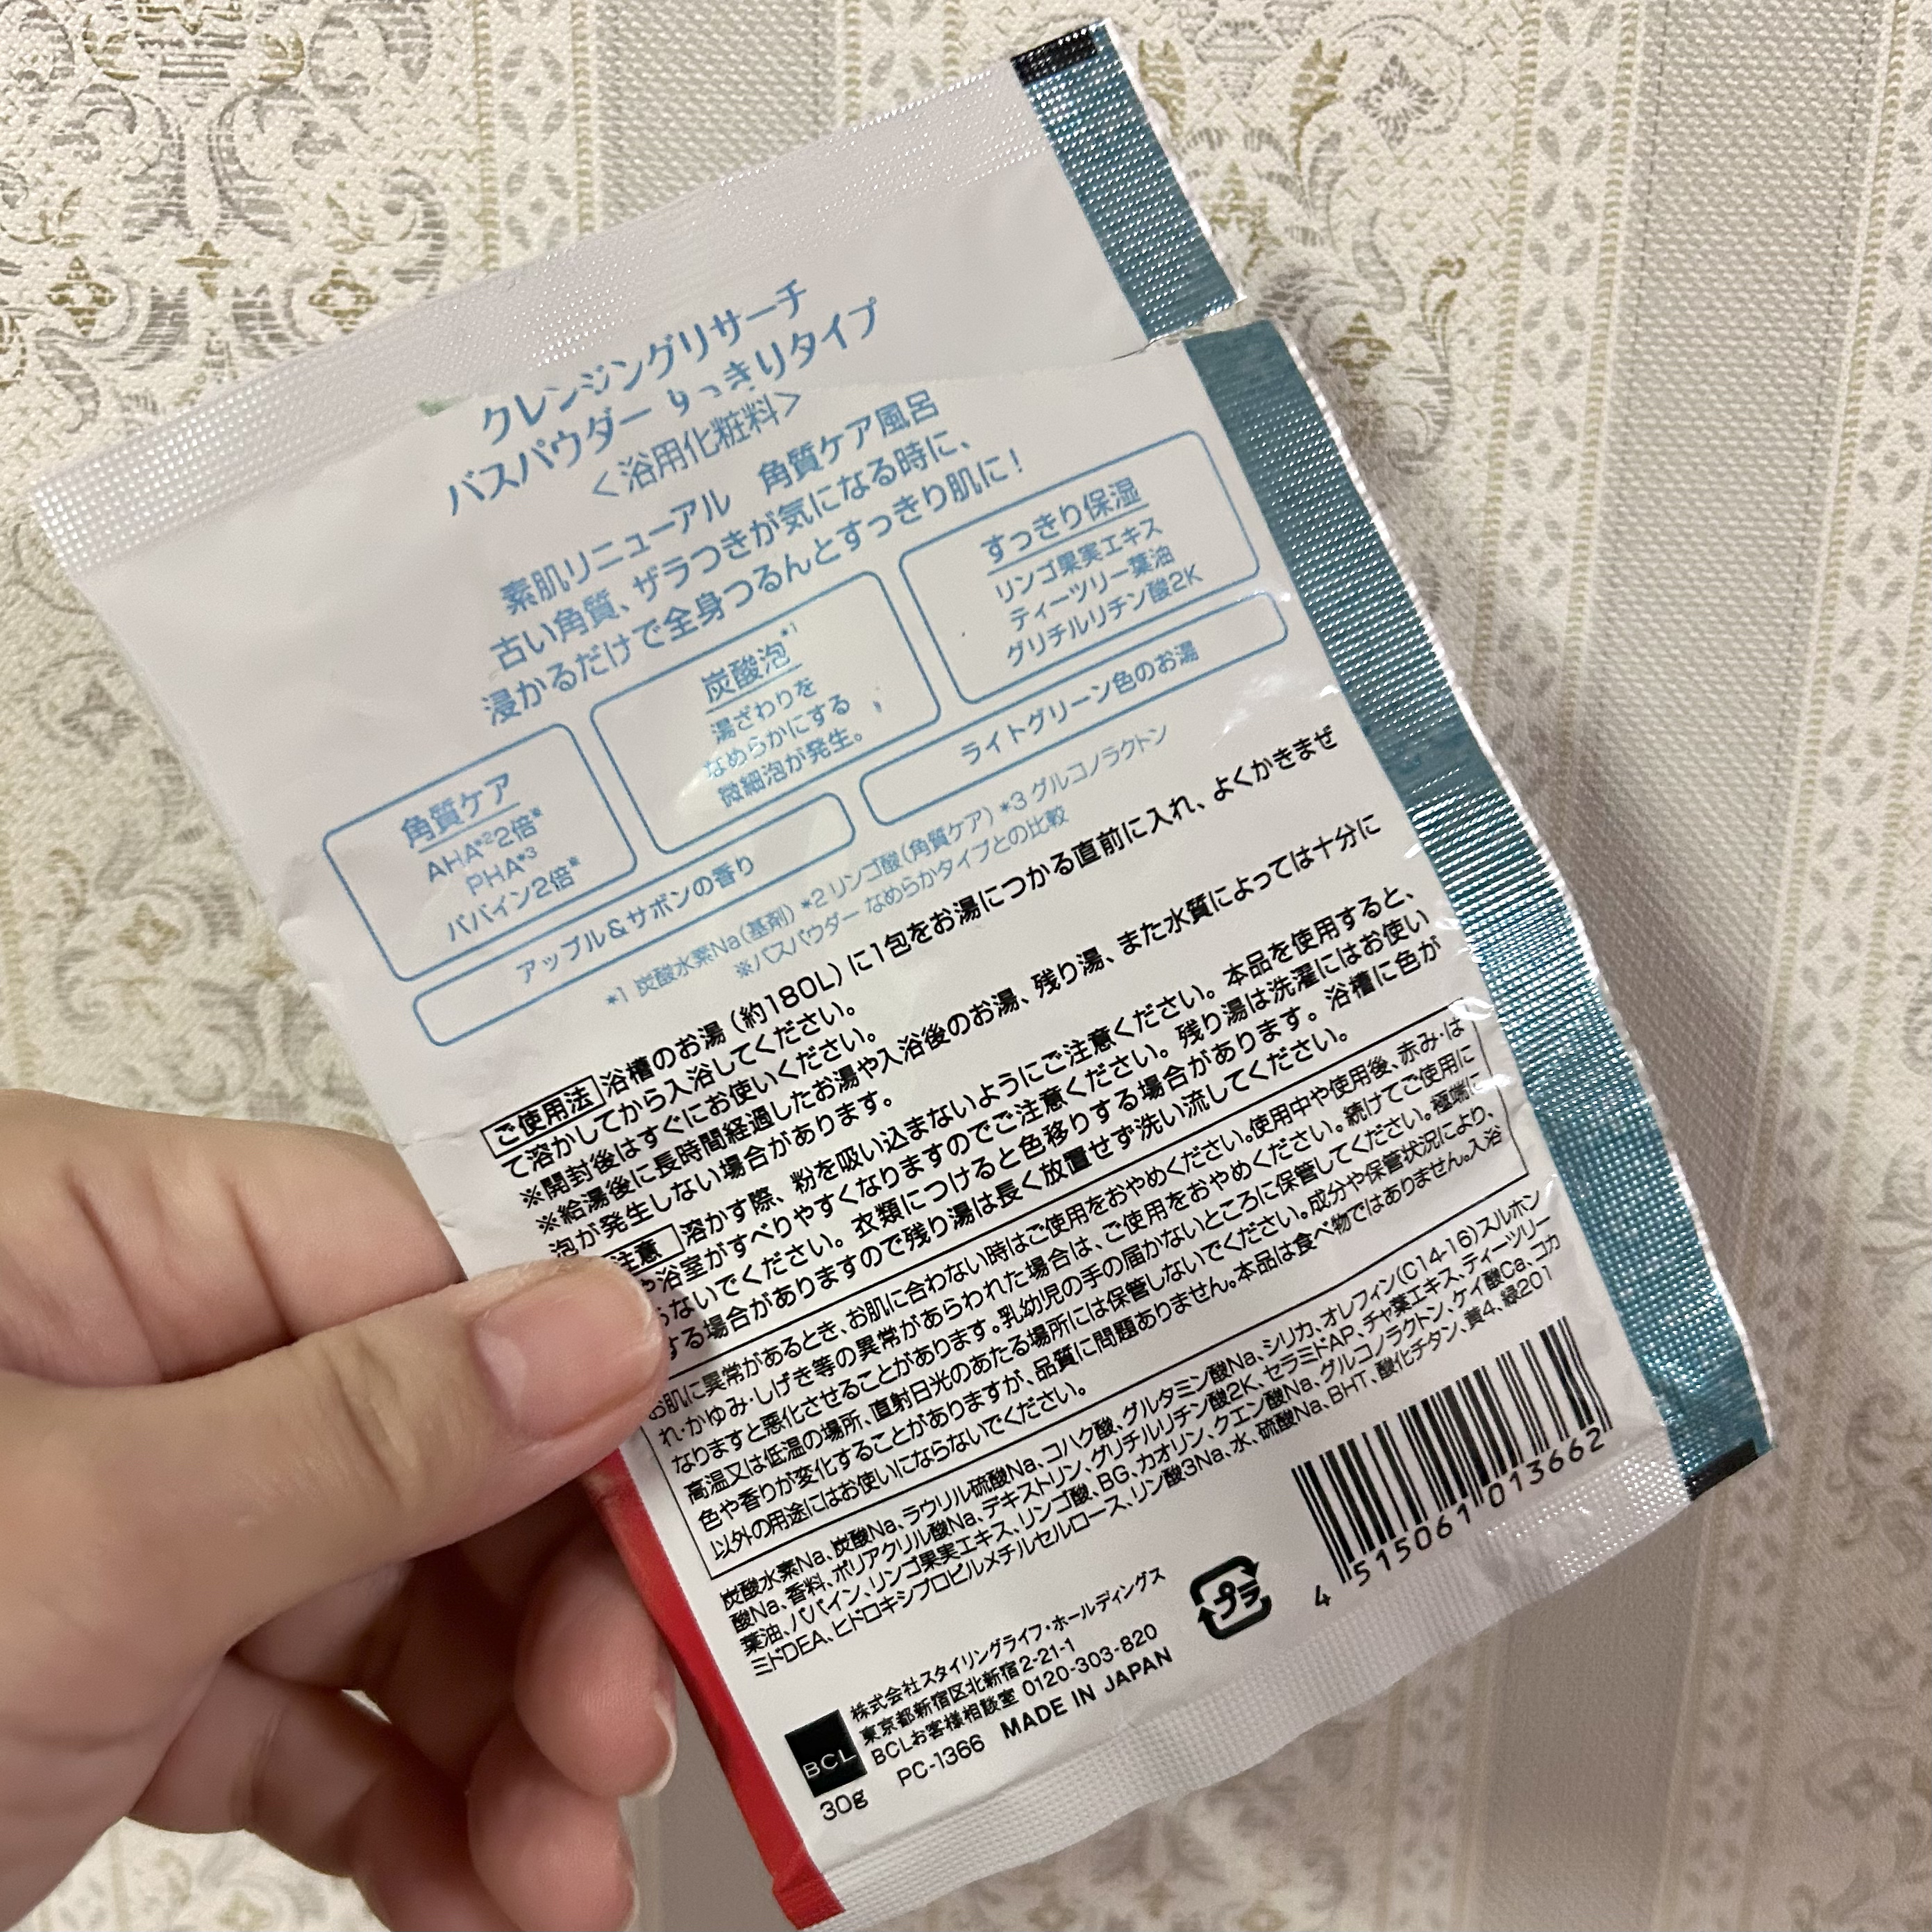 クレンジングリサーチ
バスパウダー りっきりタイプ
<浴用化粧料>
素肌リニューアル 角質ケア風呂
古い角質、ザラつきが気になる時に、
浸かるだけで全身つるんとすっきり肌に!
角質ケア
AHA*²2倍※
PHA*³
パパイン2倍※
炭酸泡*¹
湯ざわりを
なめらかにする
微細泡が発生。
すっきり保湿
リンゴ果実エキス
ティーツリー葉油
グリチルリチン酸2K
アップル&サボンの香り
ライトグリーン色のお湯
*1 炭酸水素Na(基剤) *2 リンゴ酸(角質ケア) *3 グルコノラクトン
※バスパウダー なめらかタイプとの比較
ご使用法 浴槽のお湯(約180L)に1包をお湯につかる直前に入れ、よくかきまぜ
て溶かしてから入浴してください。
※開封後はすぐにお使いください。
※給湯後に長時間経過したお湯や入浴後のお湯、残り湯、また水質によっては十分に
泡が発生しない場合があります。
注意 溶かす際、粉を吸い込まないようにご注意ください。本品を使用すると、
や浴室がすべりやすくなりますのでご注意ください。残り湯は洗濯にはお使い
ないでください。衣類につけると色移りする場合があります。浴槽に色が
する場合がありますので残り湯は長く放置せず洗い流してください。
お肌に異常があるとき、お肌に合わない時はご使用をおやめください。使用中や使用後、赤み・は
れ・かゆみ・しげき等の異常があらわれた場合は、ご使用をおやめください。続けてご使用に
なりますと悪化させることがあります。乳幼児の手の届かないところに保管してください。極端に
高温又は低温の場所、直射日光のあたる場所には保管しないでください。成分や保管状況により、
色や香りが変化することがありますが、品質に問題ありません。本品は食べ物ではありません。入浴
以外の用途にはお使いにならないでください。
炭酸水素Na、炭酸Na、ラウリル硫酸Na、コハク酸、グルタミン酸Na、シリカ、オレフィン(C14-16)スルホン
酸Na、香料、ポリアクリル酸Na、デキストリン、グリチルリチン酸2K、セラミドAP、チャ葉エキス、ティーツリー
葉油、パパイン、リンゴ果実エキス、リンゴ酸、BG、カオリン、クエン酸Na、グルコノラクトン、ケイ酸Ca、コカ
ミドDEA、ヒドロキシプロピルメチルセルロース、リン酸3Na、水、硫酸Na、BHT、酸化チタン、黄4、緑201
BCL
株式会社スタイリングライフ・ホールディングス
東京都新宿区北新宿2-21-1
BCLお客様相談室 0120-303-820
PC-1366 MADE IN JAPAN
30g
プラ
4 515061 013662